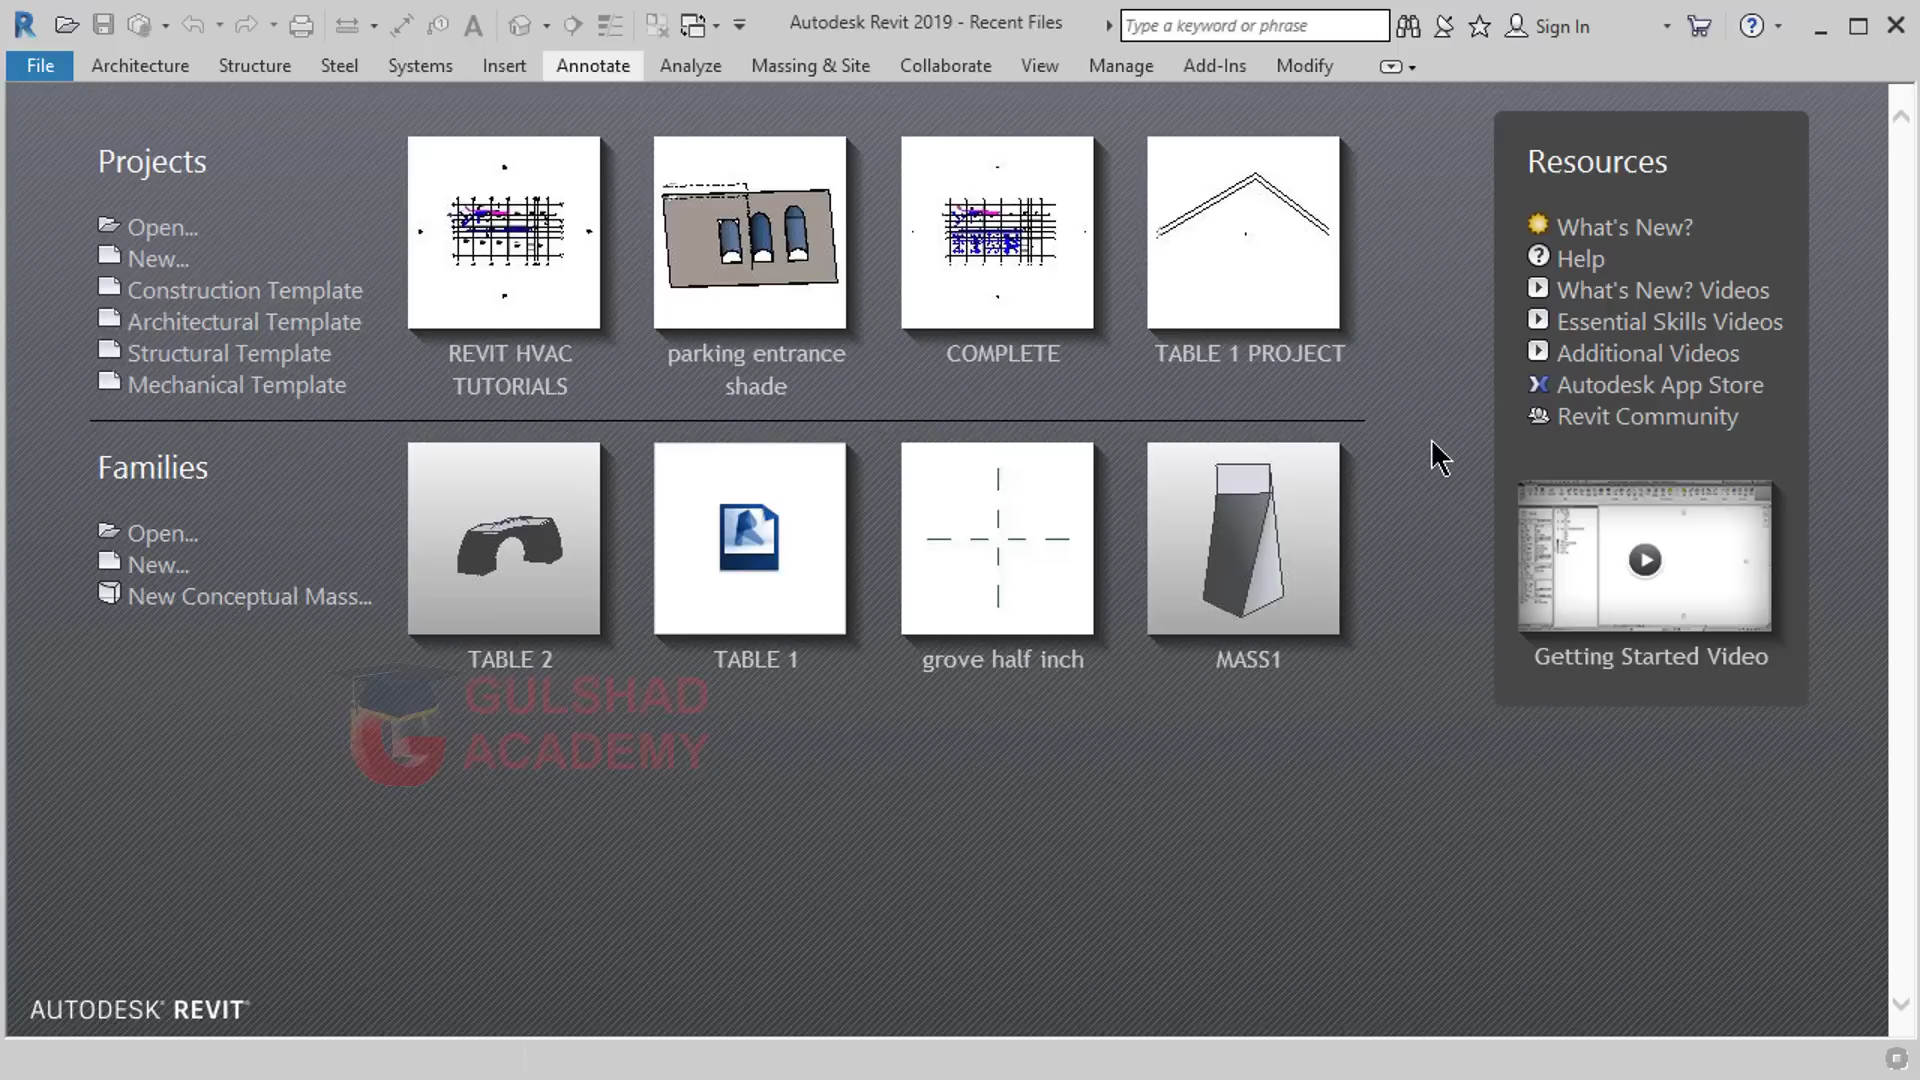 Autodesk Revit 2019 - Recent Files
Type a keyword or phrase
Sign In
File Architecture Structure Steel Systems Insert Annotate Analyze Massing & Site Collaborate View Manage Add-Ins Modify
Projects
Open...
New...
Construction Template
Architectural Template
Structural Template
Mechanical Template
REVIT HVAC
TUTORIALS
parking entrance
shade
COMPLETE
TABLE 1 PROJECT
Families
Open...
New...
New Conceptual Mass...
TABLE 2
TABLE 1
grove half inch
MASS1
Resources
What's New?
Help
What's New? Videos
Essential Skills Videos
Additional Videos
Autodesk App Store
Revit Community
Getting Started Video
GULSHAD
ACADEMY
AUTODESK® REVIT®